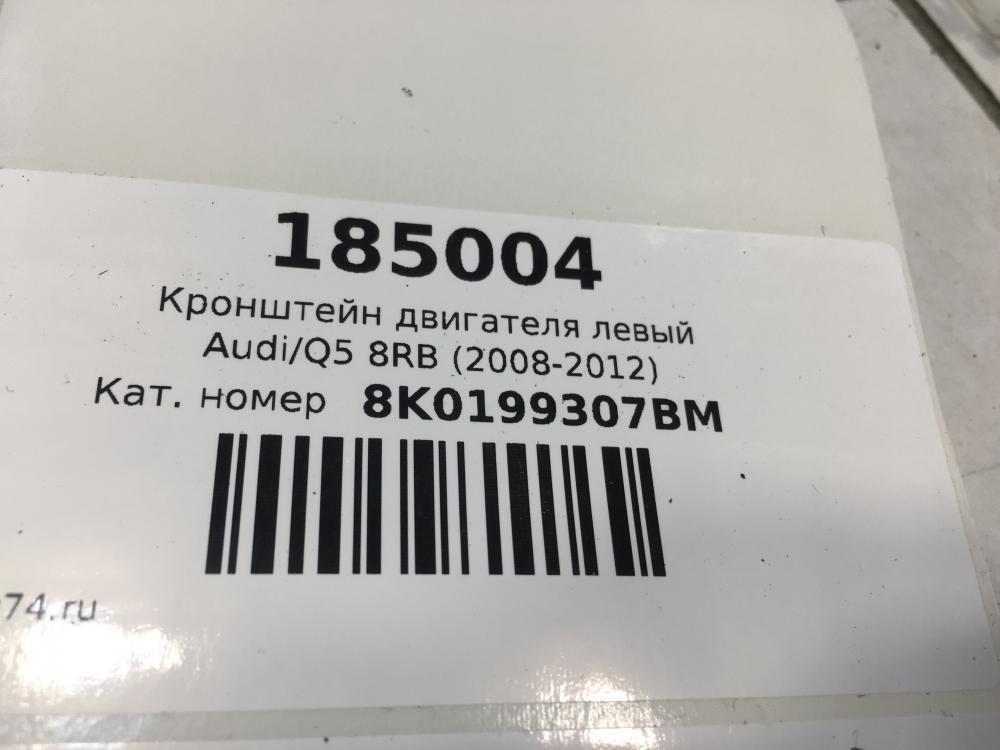 185004
Кронштейн двигателя левый
Audi/Q5 8RB (2008-2012)
Кат. номер 8K0199307BM
74.ru